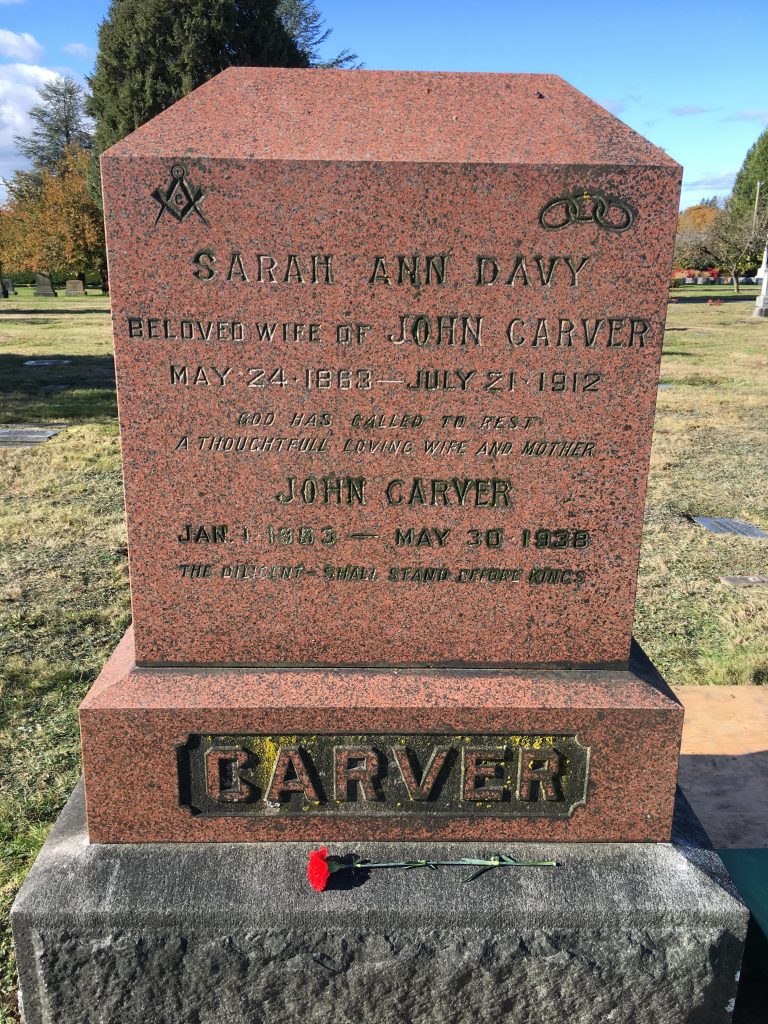 G
SARAH ANN DAVY
BELOVED WIFE OF JOHN CARVER
MAY·24·1863—JULY·21·1912
GOD HAS CALLED TO REST
A THOUGHTFULL LOVING WIFE AND MOTHER
JOHN CARVER
JAN. 1·1863 — MAY 30·1938
THE DILIGENT-SHALL STAND BEFORE KINGS
CARVER